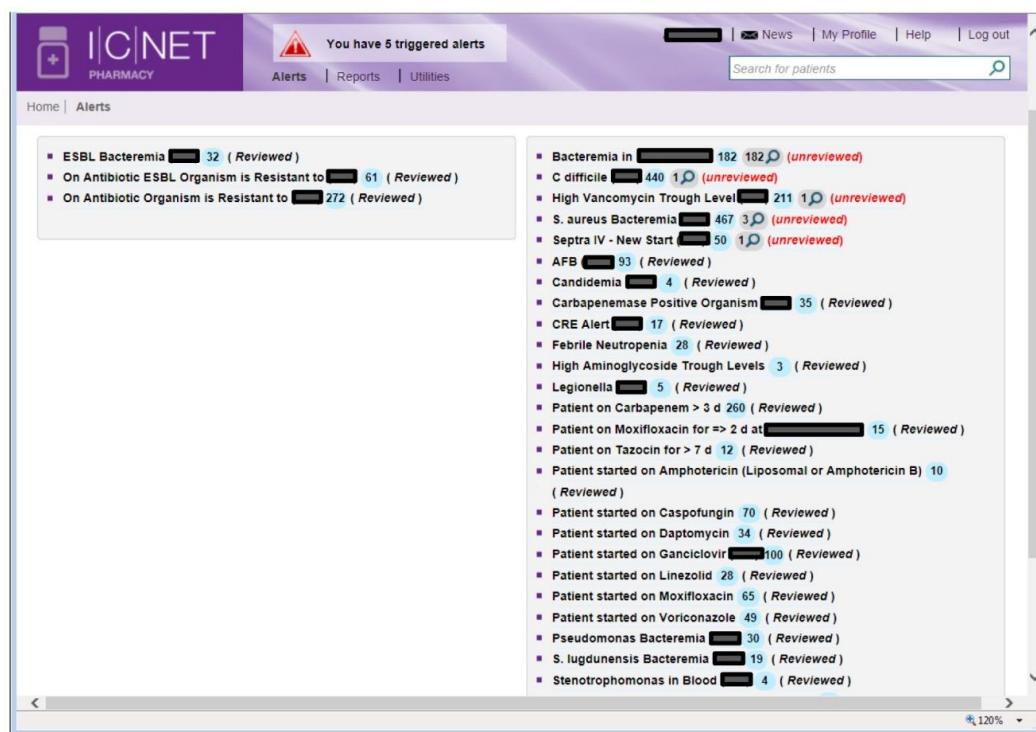 I|C|NET
PHARMACY
You have 5 triggered alerts
Alerts | Reports | Utilities
| News | My Profile | Help | Log out
Search for patients
Home | Alerts
ESBL Bacteremia 32 ( Reviewed )
On Antibiotic ESBL Organism is Resistant to 61 ( Reviewed )
On Antibiotic Organism is Resistant to 272 ( Reviewed )
Bacteremia in 182 182 (unreviewed)
C difficile 440 1 (unreviewed)
High Vancomycin Trough Level 211 1 (unreviewed)
S. aureus Bacteremia 467 3 (unreviewed)
Septra IV - New Start ( 50 1 (unreviewed)
AFB ( 93 ( Reviewed )
Candidemia 4 ( Reviewed )
Carbapenemase Positive Organism 35 ( Reviewed )
CRE Alert 17 ( Reviewed )
Febrile Neutropenia 28 ( Reviewed )
High Aminoglycoside Trough Levels 3 ( Reviewed )
Legionella 5 ( Reviewed )
Patient on Carbapenem > 3 d 260 ( Reviewed )
Patient on Moxifloxacin for => 2 d at 15 ( Reviewed )
Patient on Tazocin for > 7 d 12 ( Reviewed )
Patient started on Amphotericin (Liposomal or Amphotericin B) 10
( Reviewed )
Patient started on Caspofungin 70 ( Reviewed )
Patient started on Daptomycin 34 ( Reviewed )
Patient started on Ganciclovir 100 ( Reviewed )
Patient started on Linezolid 28 ( Reviewed )
Patient started on Moxifloxacin 65 ( Reviewed )
Patient started on Voriconazole 49 ( Reviewed )
Pseudomonas Bacteremia 30 ( Reviewed )
S. lugdunensis Bacteremia 19 ( Reviewed )
Stenotrophomonas in Blood 4 ( Reviewed )
120%